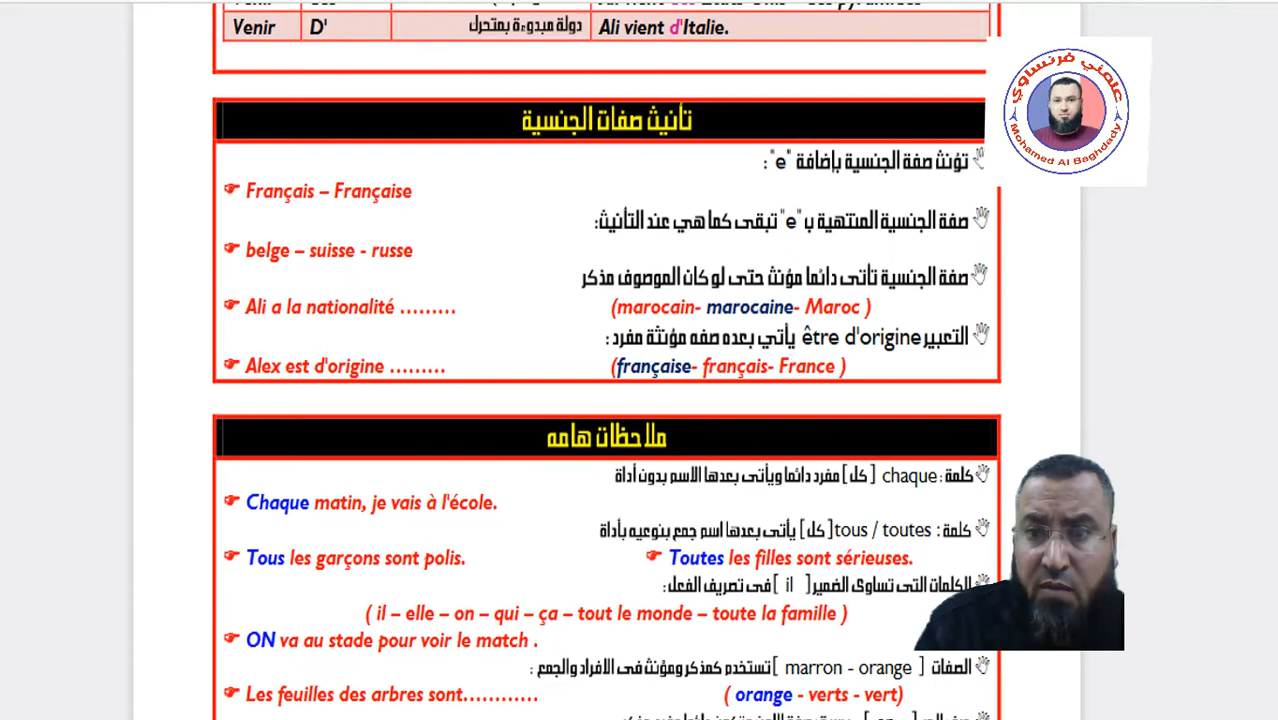 Venir D' دولة مبدوءة بمتحرك Ali vient d'Italie.
علمني فرنساوي
Mohamed Al Baghdady
تأنيث صفات الجنسية
تؤنث صفة الجنسية بإضافة "e" :
Français – Française
صفة الجنسية المنتهية ب "e" تبقى كما هي عند التأنيث:
belge – suisse - russe
صفة الجنسية تأتى دائما مؤنث حتى لو كان الموصوف مذكر
Ali a la nationalité ......... (marocain- marocaine- Maroc )
التعبير être d'origine يأتي بعده صفه مؤنثة مفرد :
Alex est d'origine ......... (française- français- France )
ملاحظات هامه
كلمة : chaque [ كل ] مفرد دائما ويأتى بعدها الاسم بدون أداة
Chaque matin, je vais à l'école.
كلمة : tous / toutes [ كل ] يأتى بعدها اسم جمع بنوعيه بأداة
Tous les garçons sont polis. Toutes les filles sont sérieuses.
الكلمات التى تساوى الضمير [ il ] فى تصريف الفعل :
( il – elle – on – qui – ça – tout le monde – toute la famille )
ON va au stade pour voir le match .
الصفات [ marron - orange ] تستخدم كمذكر ومؤنث فى الافراد والجمع :
Les feuilles des arbres sont............ ( orange - verts - vert)